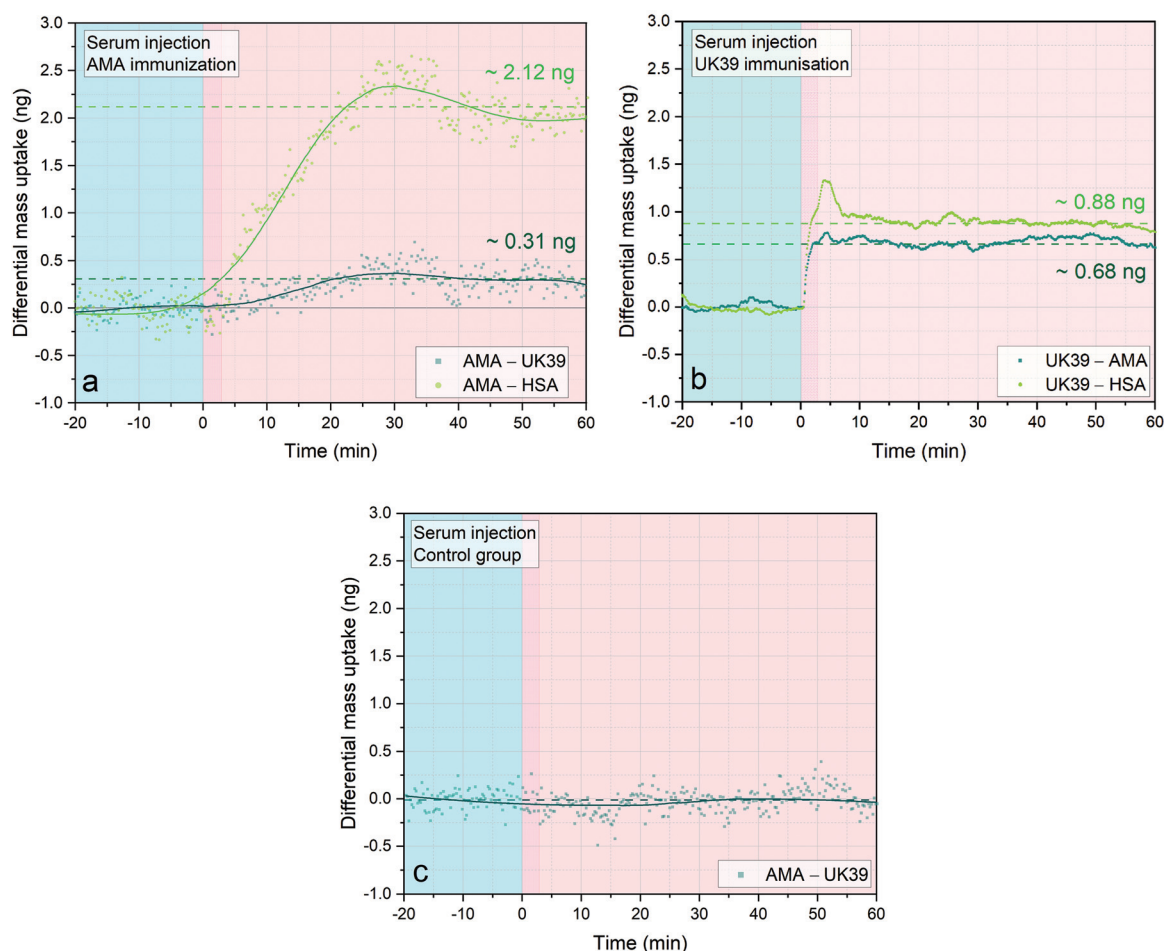 Serum injection
AMA immunization
~ 2.12 ng
~ 0.31 ng
AMA – UK39
AMA – HSA
a
Differential mass uptake (ng)
3.0
2.5
2.0
1.5
1.0
0.5
0.0
-0.5
-1.0
-20 -10 0 10 20 30 40 50 60
Time (min)
Serum injection
UK39 immunisation
~ 0.88 ng
~ 0.68 ng
UK39 – AMA
UK39 – HSA
b
Differential mass uptake (ng)
3.0
2.5
2.0
1.5
1.0
0.5
0.0
-0.5
-1.0
-20 -10 0 10 20 30 40 50 60
Time (min)
Serum injection
Control group
AMA – UK39
c
Differential mass uptake (ng)
3.0
2.5
2.0
1.5
1.0
0.5
0.0
-0.5
-1.0
-20 -10 0 10 20 30 40 50 60
Time (min)